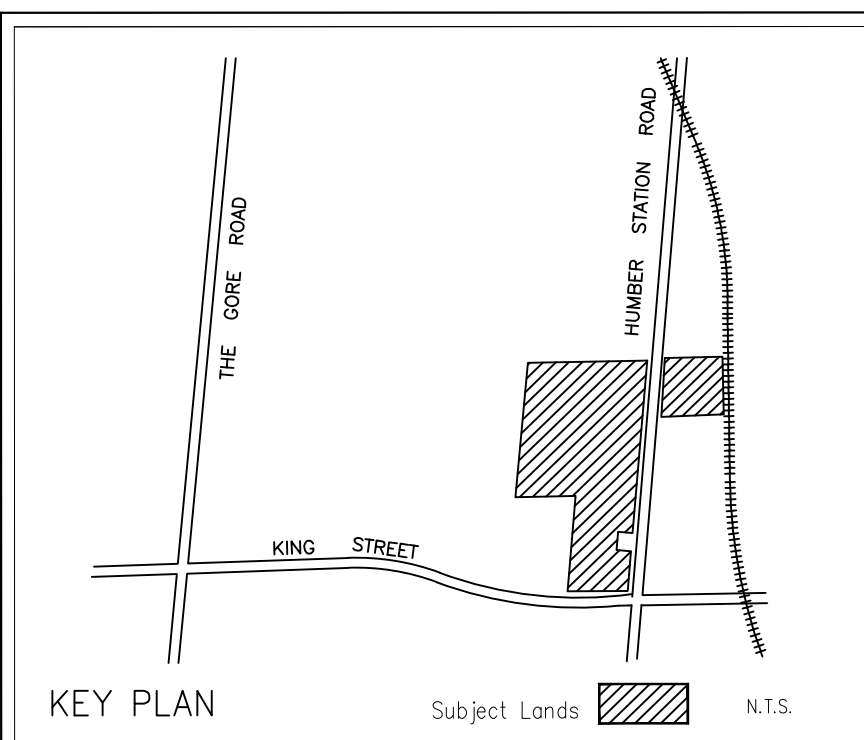 THE GORE ROAD
HUMBER STATION ROAD
KING STREET
KEY PLAN
Subject Lands
N.T.S.